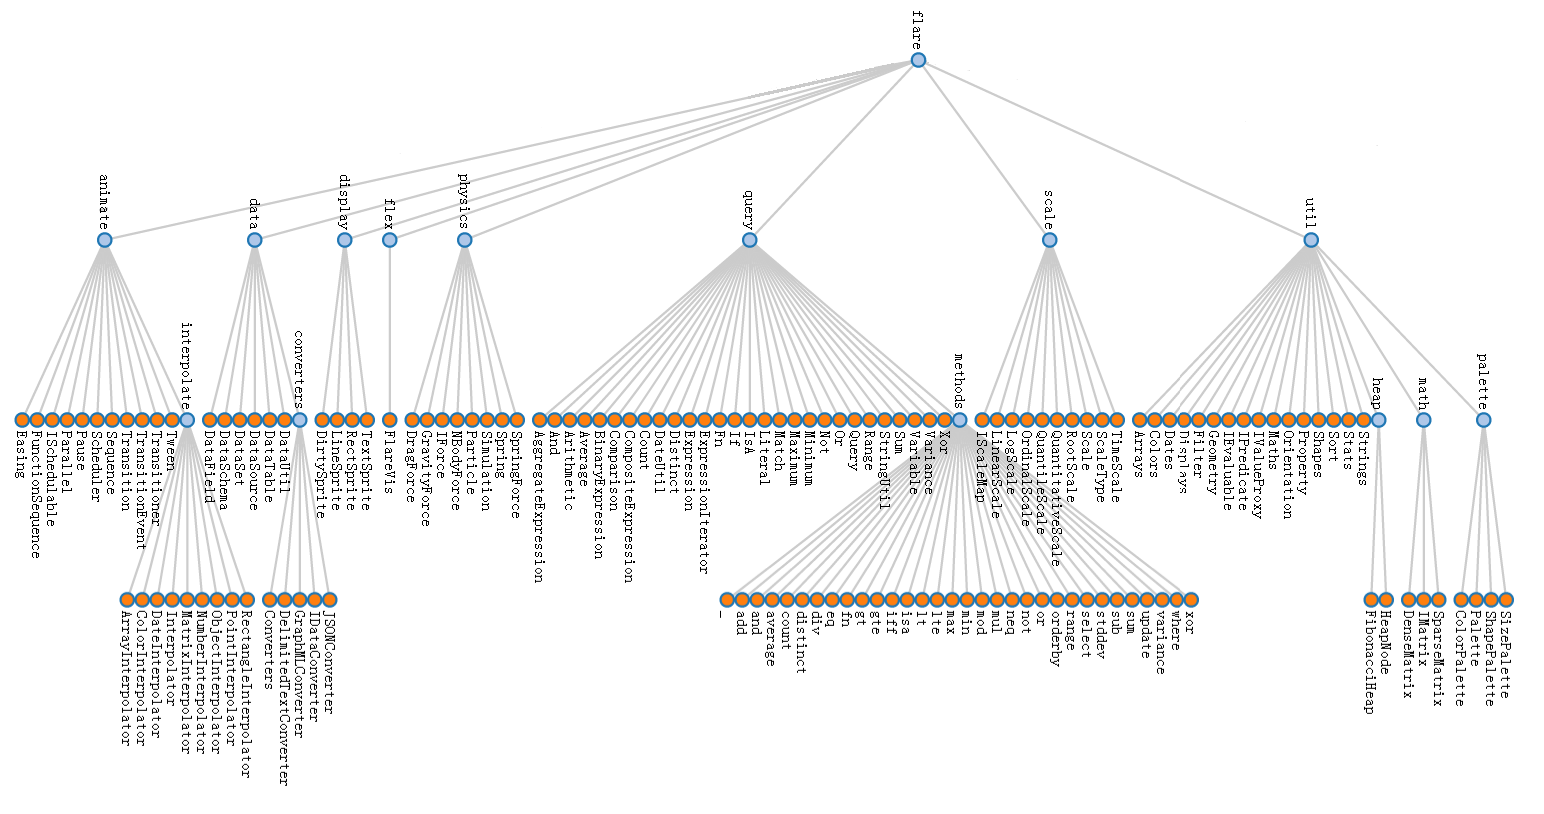 flare
animate
data
display
flex
physics
query
scale
util
interpolate
converters
methods
heap
math
palette
Easing
FunctionSequence
ISchedulable
Parallel
Pause
Scheduler
Sequence
Transition
TransitionEvent
Transitioner
Tween
DataField
DataSchema
DataSet
DataSource
DataTable
DataUtil
DirtySprite
LineSprite
RectSprite
TextSprite
FlareVis
DragForce
GravityForce
IForce
NBodyForce
Particle
Simulation
Spring
SpringForce
AggregateExpression
And
Arithmetic
Average
BinaryExpression
Comparison
CompositeExpression
Count
DateUtil
Distinct
Expression
ExpressionIterator
Fn
If
IsA
Literal
Match
Maximum
Minimum
Not
Or
Query
Range
StringUtil
Sum
Variable
Variance
Xor
IScaleMap
LinearScale
LogScale
OrdinalScale
QuantileScale
QuantitativeScale
RootScale
Scale
ScaleType
TimeScale
Arrays
Colors
Dates
Displays
Filter
Geometry
IEvaluable
IPredicate
IValueProxy
Maths
Orientation
Property
Shapes
Sort
Stats
Strings
ArrayInterpolator
ColorInterpolator
DateInterpolator
Interpolator
MatrixInterpolator
NumberInterpolator
ObjectInterpolator
PointInterpolator
RectangleInterpolator
Converters
DelimitedTextConverter
GraphMLConverter
IDataConverter
JSONConverter
_
add
and
average
count
distinct
div
eq
fn
gt
gte
iff
isa
lt
lte
max
min
mod
mul
neq
not
or
orderby
range
select
stddev
sub
sum
update
variance
where
xor
FibonacciHeap
HeapNode
DenseMatrix
IMatrix
SparseMatrix
ColorPalette
Palette
ShapePalette
SizePalette